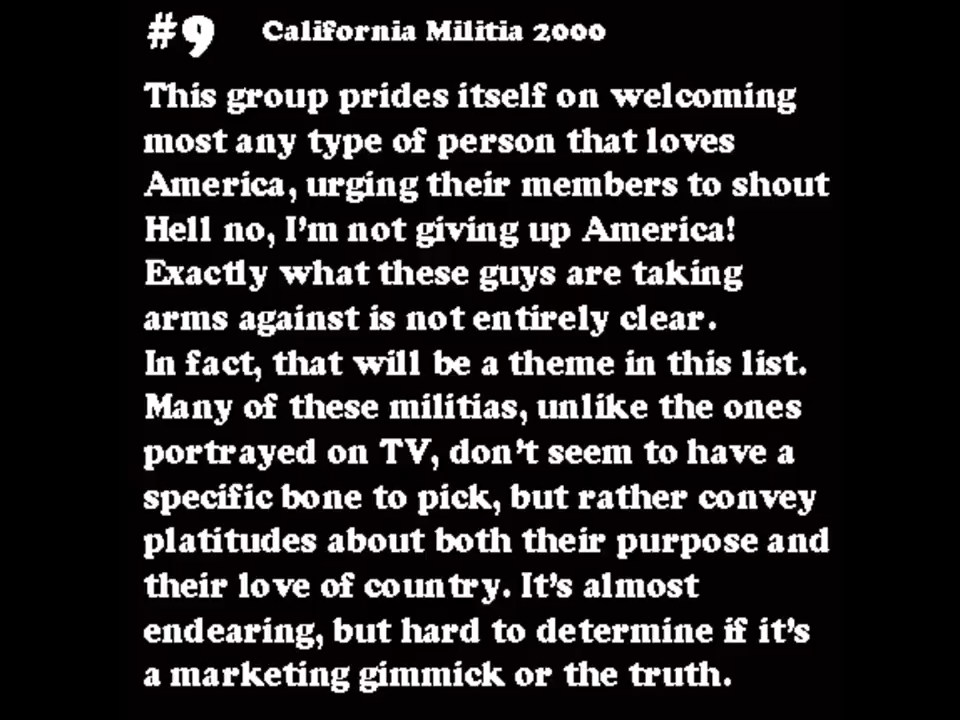 #9 California Militia 2000
This group prides itself on welcoming
most any type of person that loves
America, urging their members to shout
Hell no, I'm not giving up America!
Exactly what these guys are taking
arms against is not entirely clear.
In fact, that will be a theme in this list.
Many of these militias, unlike the ones
portrayed on TV, don't seem to have a
specific bone to pick, but rather convey
platitudes about both their purpose and
their love of country. It's almost
endearing, but hard to determine if it's
a marketing gimmick or the truth.